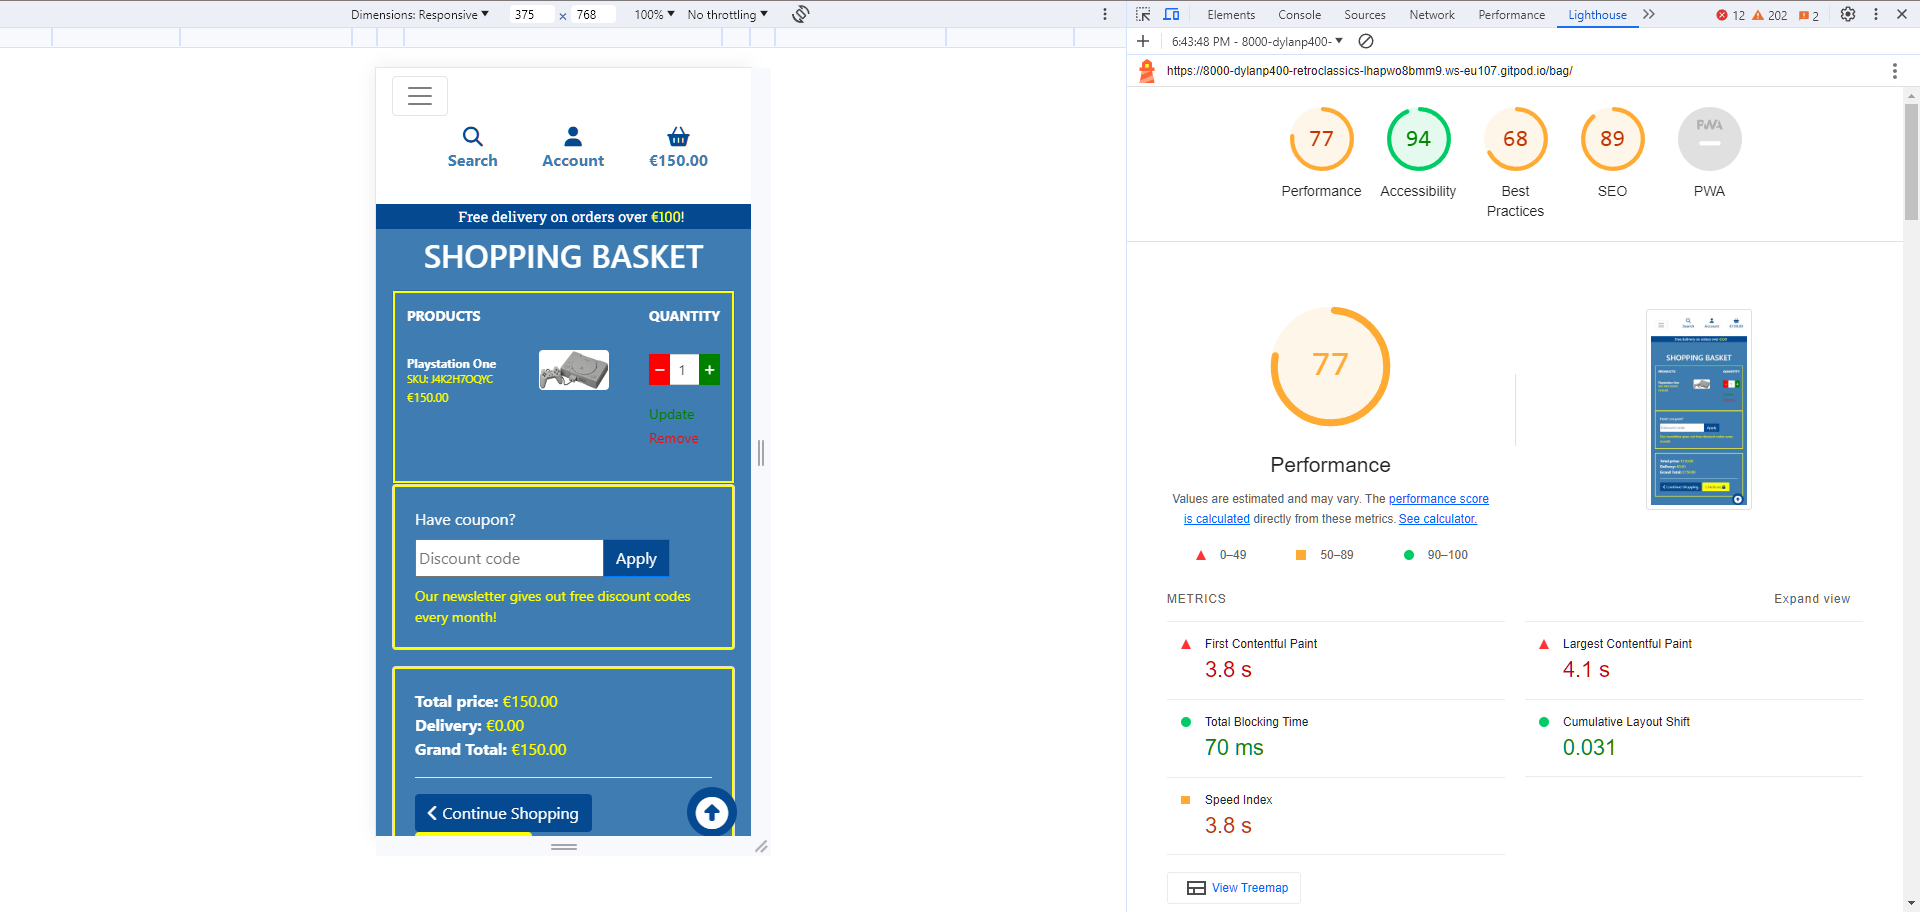 Dimensions: Responsive 375 x 768 100% No throttling
Elements Console Sources Network Performance Lighthouse 12 202 2
6:43:48 PM - 8000-dylanp400-
https://8000-dylanp400-retroclassics-lhapwo8bmm9.ws-eu107.gitpod.io/bag/
Search Account €150.00
Free delivery on orders over €100!
SHOPPING BASKET
PRODUCTS QUANTITY
Playstation One
SKU: J4K2H7OQYC
€150.00
− 1 +
Update
Remove
Have coupon?
Discount code Apply
Our newsletter gives out free discount codes
every month!
Total price: €150.00
Delivery: €0.00
Grand Total: €150.00
Continue Shopping
77 94 68 89 PWA
Performance Accessibility Best Practices SEO PWA
77
Performance
Values are estimated and may vary. The performance score
is calculated directly from these metrics. See calculator.
0–49 50–89 90–100
SHOPPING BASKET
METRICS Expand view
First Contentful Paint
3.8 s
Largest Contentful Paint
4.1 s
Total Blocking Time
70 ms
Cumulative Layout Shift
0.031
Speed Index
3.8 s
View Treemap